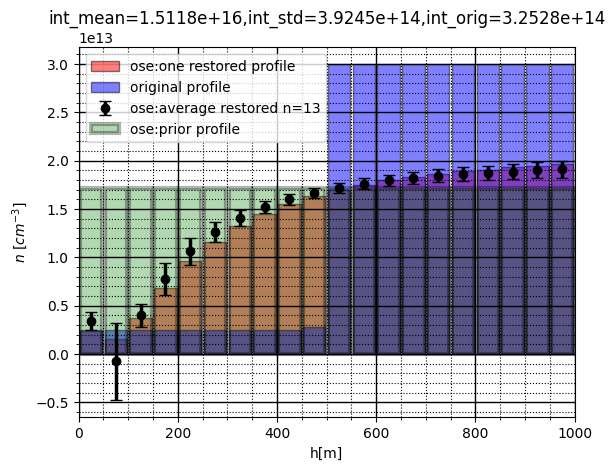 int_mean=1.5118e+16,int_std=3.9245e+14,int_orig=3.2528e+14
1e13
3.0
2.5
2.0
1.5
1.0
0.5
0.0
−0.5
n [cm⁻³]
ose:one restored profile
original profile
ose:average restored n=13
ose:prior profile
0 200 400 600 800 1000
h[m]